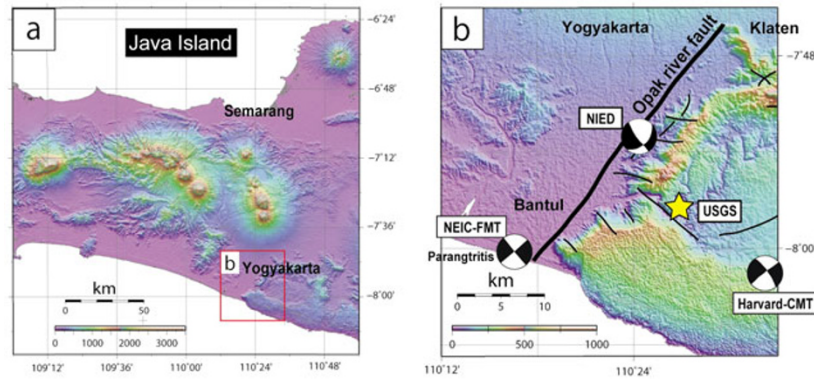 a
Java Island
Semarang
b
Yogyakarta
km
0 50
0 1000 2000 3000
−6°24'
−6°48'
−7°12'
−7°36'
−8°00'
109°12' 109°36' 110°00' 110°24' 110°48'
b
Yogyakarta
Klaten
Opak river fault
NIED
Bantul
USGS
NEIC-FMT
Parangtritis
Harvard-CMT
km
0 5 10
0 500 1000
−7°48'
−8°00'
110°12' 110°24'